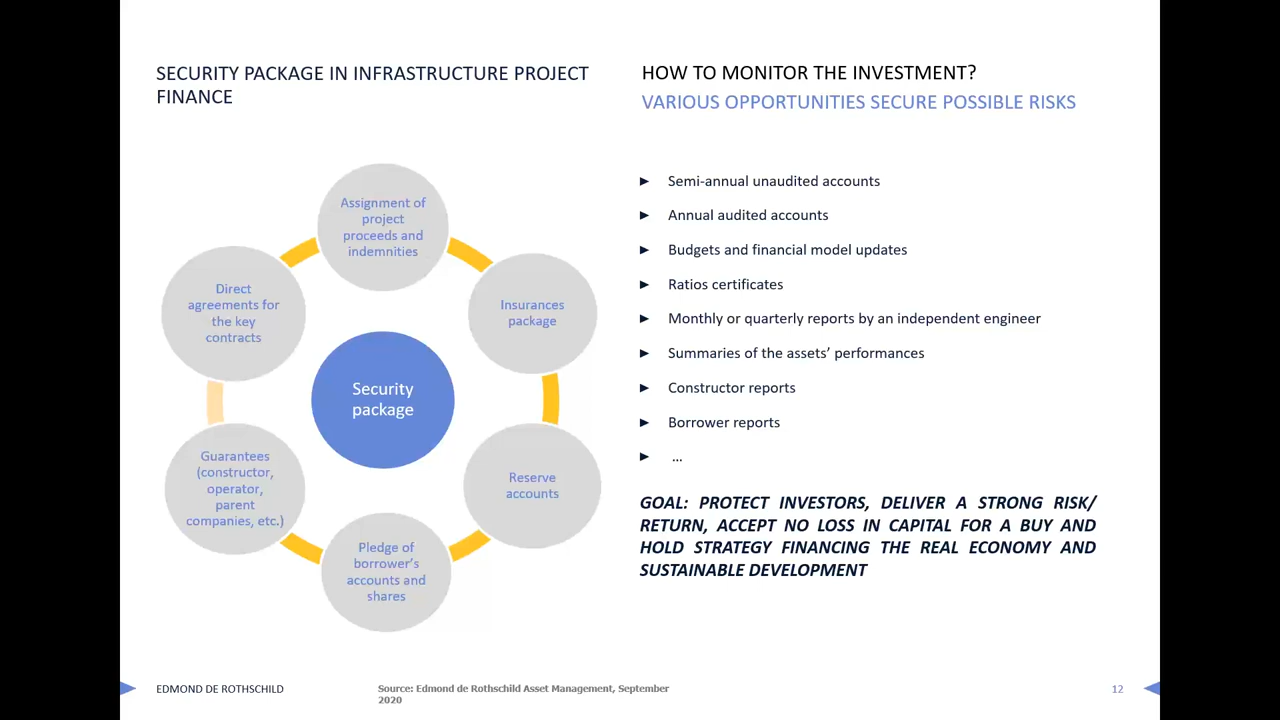 SECURITY PACKAGE IN INFRASTRUCTURE PROJECT
FINANCE
Assignment of
project
proceeds and
indemnities
Insurances
package
Reserve
accounts
Pledge of
borrower's
accounts and
shares
Guarantees
(constructor,
operator,
parent
companies, etc.)
Direct
agreements for
the key
contracts
Security
package
HOW TO MONITOR THE INVESTMENT?
VARIOUS OPPORTUNITIES SECURE POSSIBLE RISKS
► Semi-annual unaudited accounts
► Annual audited accounts
► Budgets and financial model updates
► Ratios certificates
► Monthly or quarterly reports by an independent engineer
► Summaries of the assets' performances
► Constructor reports
► Borrower reports
► ...
GOAL: PROTECT INVESTORS, DELIVER A STRONG RISK/
RETURN, ACCEPT NO LOSS IN CAPITAL FOR A BUY AND
HOLD STRATEGY FINANCING THE REAL ECONOMY AND
SUSTAINABLE DEVELOPMENT
EDMOND DE ROTHSCHILD
Source: Edmond de Rothschild Asset Management, September
2020
12